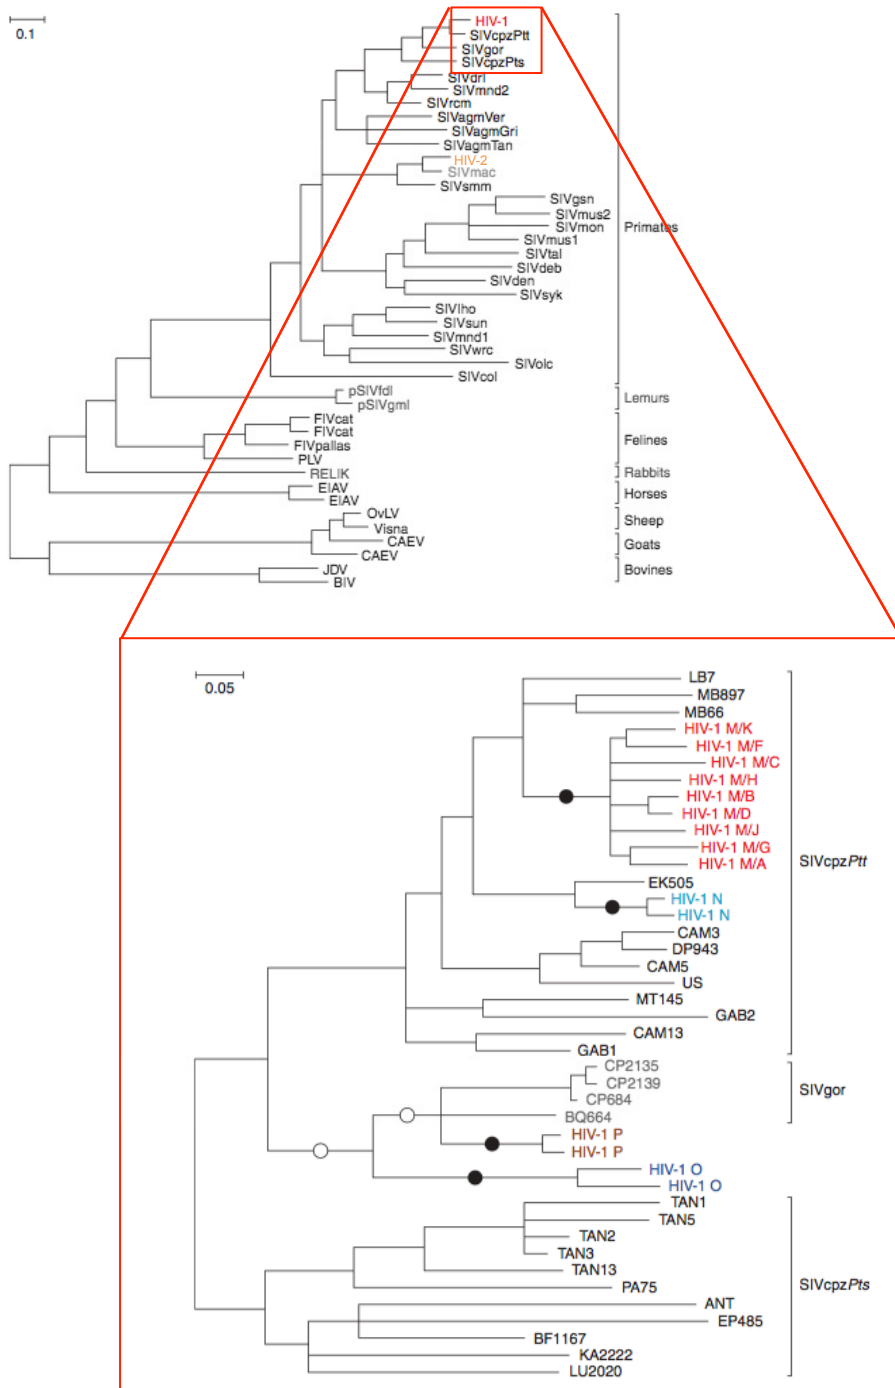 0.1
HIV-1
SIVcpzPtt
SIVgor
SIVcpzPts
SIVdrl
SIVmnd2
SIVrcm
SIVagmVer
SIVagmGri
SIVagmTan
HIV-2
SIVmac
SIVsmm
SIVgsn
SIVmus2
SIVmon
SIVmus1
SIVtal
SIVdeb
SIVden
SIVsyk
SIVlho
SIVsun
SIVmnd1
SIVwrc
SIVolc
SIVcol
Primates
pSIVfdl
pSIVgml
Lemurs
FIVcat
FIVcat
FIVpallas
PLV
Felines
RELIK
Rabbits
EIAV
EIAV
Horses
OvLV
Visna
Sheep
CAEV
CAEV
Goats
JDV
BIV
Bovines
0.05
LB7
MB897
MB66
HIV-1 M/K
HIV-1 M/F
HIV-1 M/C
HIV-1 M/H
HIV-1 M/B
HIV-1 M/D
HIV-1 M/J
HIV-1 M/G
HIV-1 M/A
EK505
HIV-1 N
HIV-1 N
CAM3
DP943
CAM5
US
MT145
GAB2
CAM13
GAB1
SIVcpzPtt
CP2135
CP2139
CP684
BQ664
SIVgor
HIV-1 P
HIV-1 P
HIV-1 O
HIV-1 O
TAN1
TAN5
TAN2
TAN3
TAN13
PA75
ANT
EP485
BF1167
KA2222
LU2020
SIVcpzPts